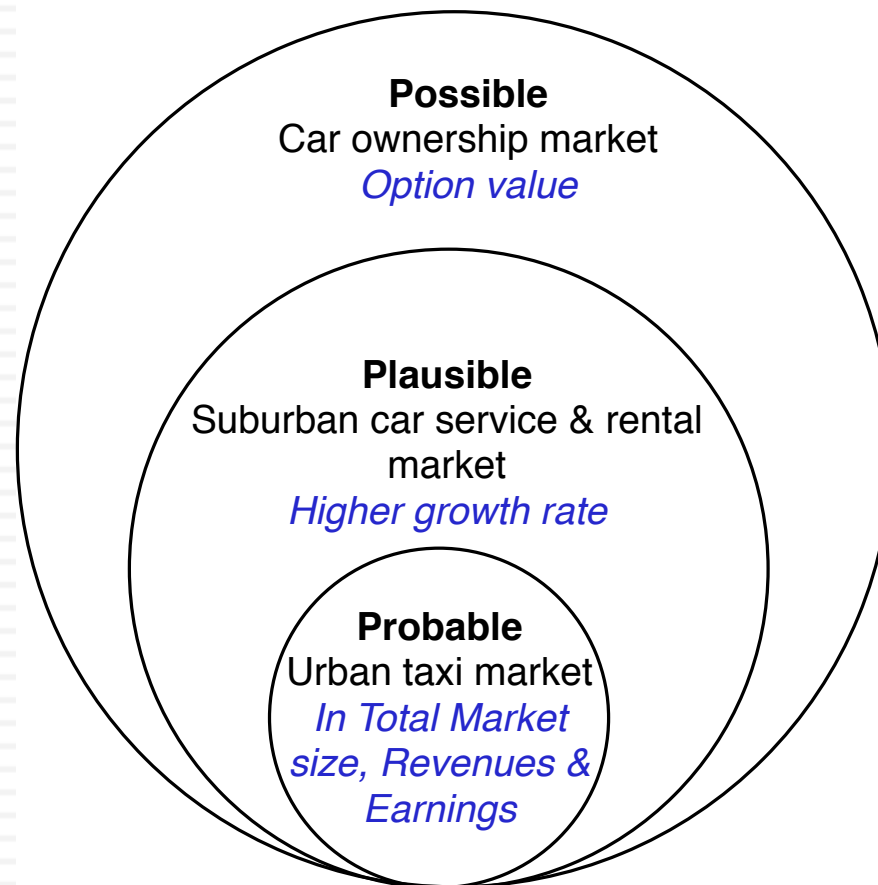 Possible
Car ownership market
Option value
Plausible
Suburban car service & rental
market
Higher growth rate
Probable
Urban taxi market
In Total Market
size, Revenues &
Earnings